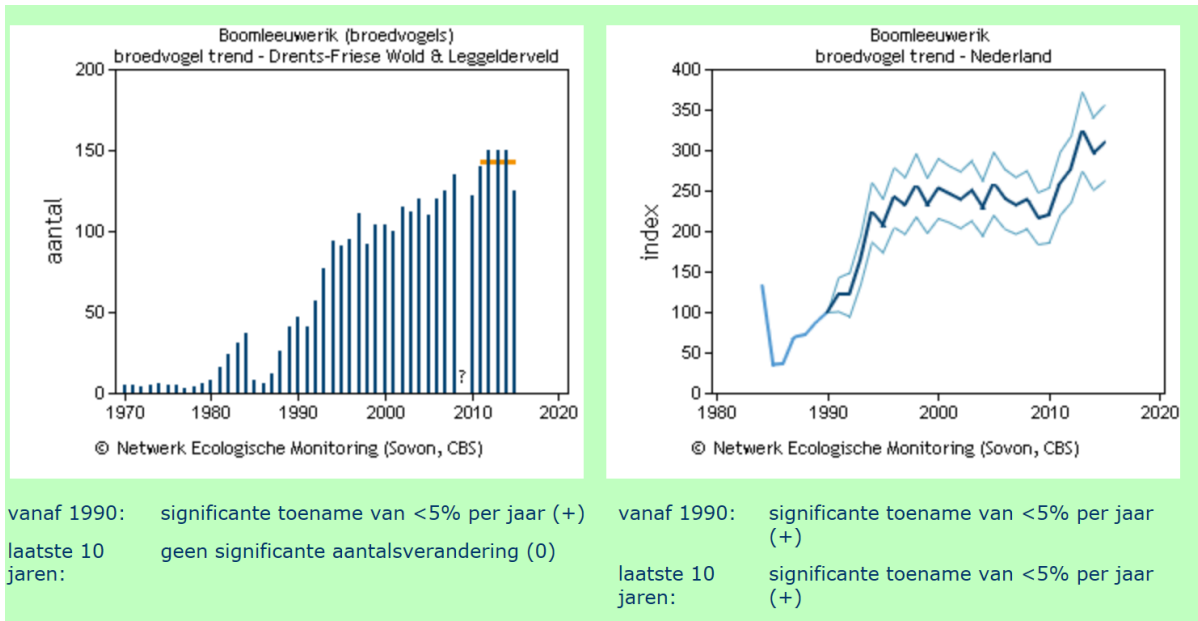 Boomleeuwerik (broedvogels)
broedvogel trend - Drents-Friese Wold & Leggelderveld
200
150
100
50
0
aantal
?
1970 1980 1990 2000 2010 2020
© Netwerk Ecologische Monitoring (Sovon, CBS)
Boomleeuwerik
broedvogel trend - Nederland
400
350
300
250
200
150
100
50
0
index
1980 1990 2000 2010 2020
© Netwerk Ecologische Monitoring (Sovon, CBS)
vanaf 1990: significante toename van <5% per jaar (+)
laatste 10 geen significante aantalsverandering (0)
jaren:
vanaf 1990: significante toename van <5% per jaar
(+)
laatste 10 significante toename van <5% per jaar
jaren: (+)